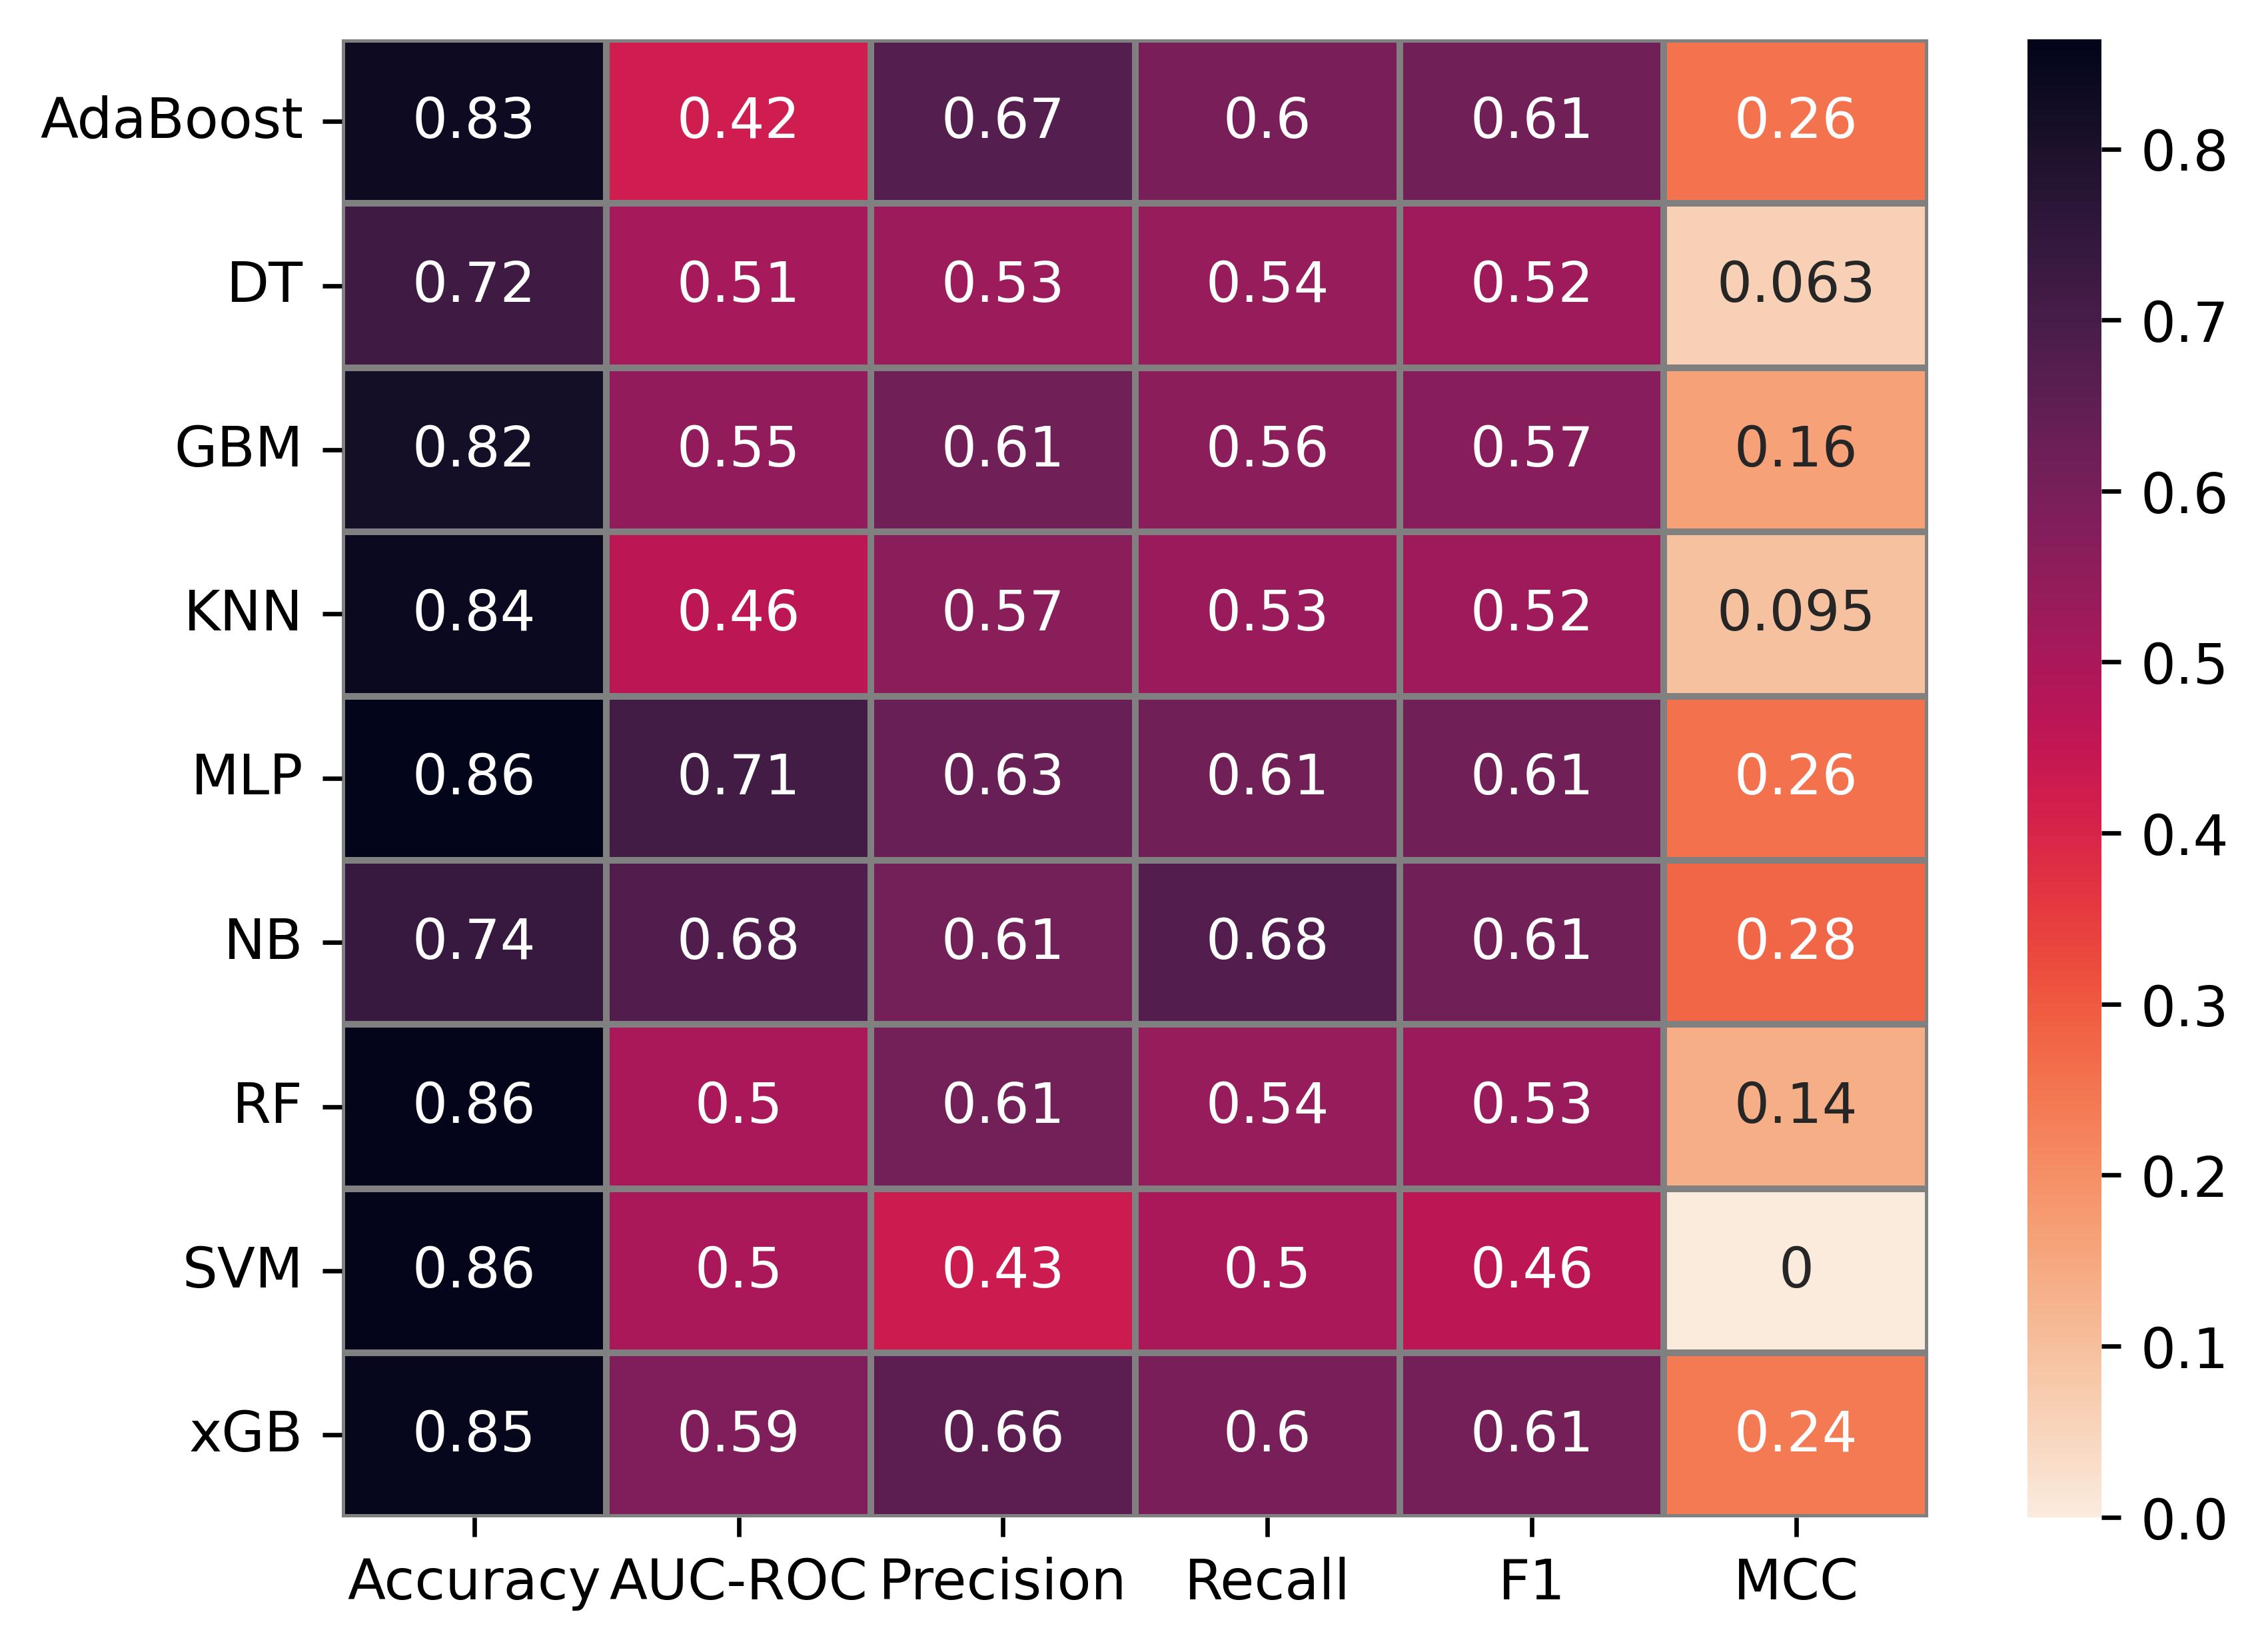 AdaBoost 0.83 0.42 0.67 0.6 0.61 0.26
DT 0.72 0.51 0.53 0.54 0.52 0.063
GBM 0.82 0.55 0.61 0.56 0.57 0.16
KNN 0.84 0.46 0.57 0.53 0.52 0.095
MLP 0.86 0.71 0.63 0.61 0.61 0.26
NB 0.74 0.68 0.61 0.68 0.61 0.28
RF 0.86 0.5 0.61 0.54 0.53 0.14
SVM 0.86 0.5 0.43 0.5 0.46 0
xGB 0.85 0.59 0.66 0.6 0.61 0.24
Accuracy AUC-ROC Precision Recall F1 MCC
0.8
0.7
0.6
0.5
0.4
0.3
0.2
0.1
0.0